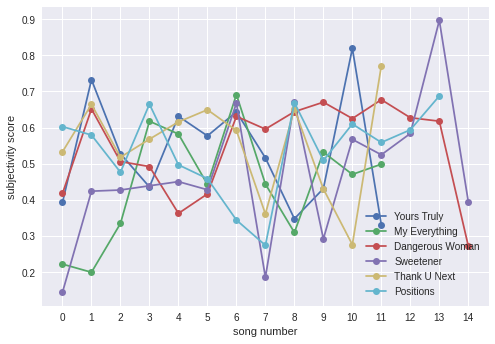 0.9
0.8
0.7
0.6
0.5
0.4
0.3
0.2
subjectivity score
Yours Truly
My Everything
Dangerous Woman
Sweetener
Thank U Next
Positions
0 1 2 3 4 5 6 7 8 9 10 11 12 13 14
song number